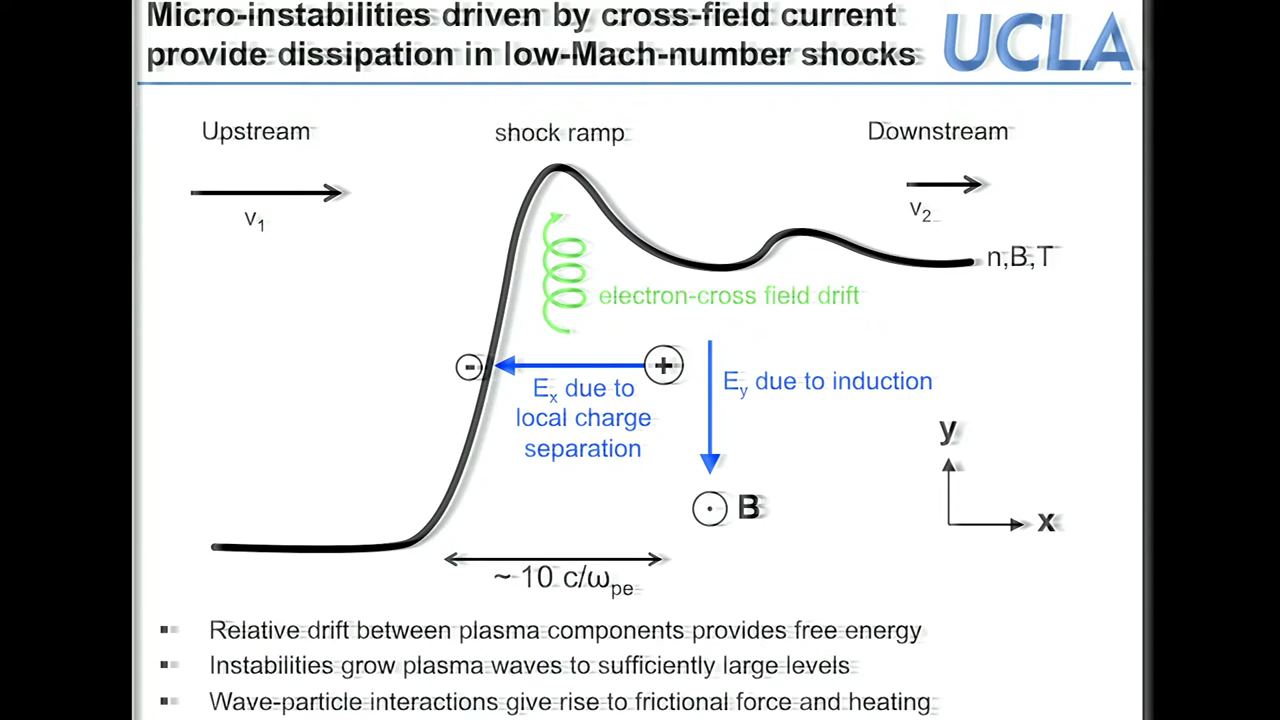 Micro-instabilities driven by cross-field current
provide dissipation in low-Mach-number shocks
UCLA
Upstream
shock ramp
Downstream
v1
v2
n,B,T
electron-cross field drift
-
+
Ex due to
local charge
separation
Ey due to induction
y
B
x
~ 10 c/ωpe
Relative drift between plasma components provides free energy
Instabilities grow plasma waves to sufficiently large levels
Wave-particle interactions give rise to frictional force and heating